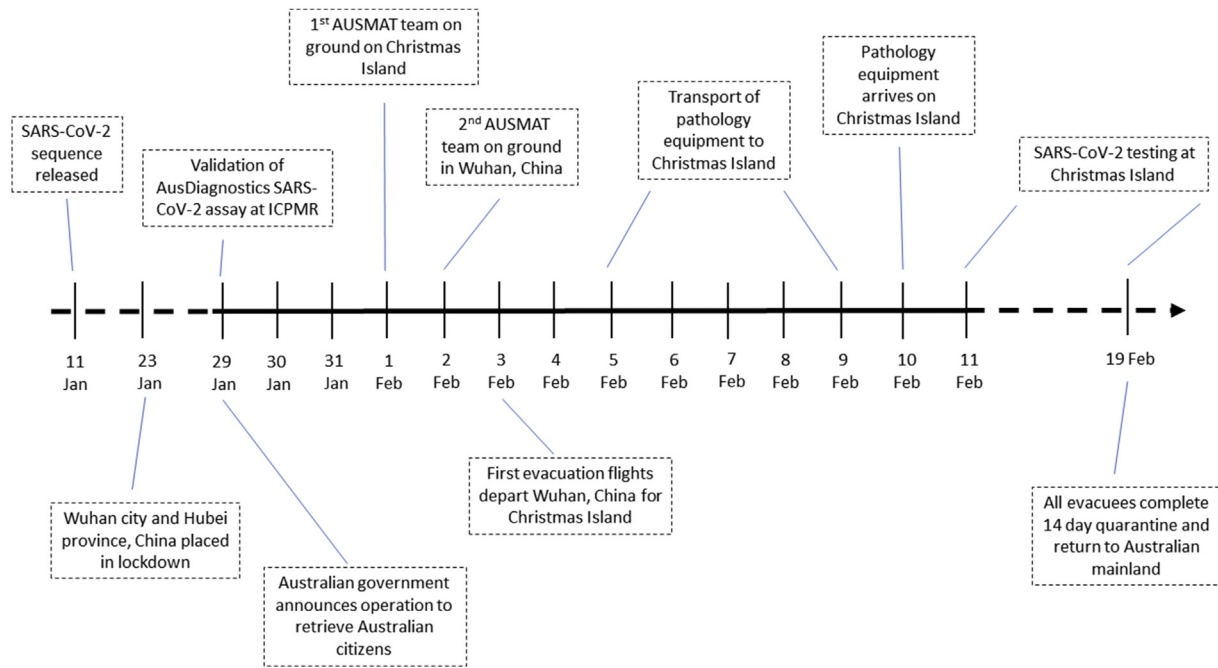 1st AUSMAT team on
ground on Christmas
Island
Pathology
equipment
arrives on
Christmas Island
Transport of
pathology
equipment to
Christmas Island
2nd AUSMAT
team on ground
in Wuhan, China
SARS-CoV-2
sequence
released
SARS-CoV-2 testing at
Christmas Island
Validation of
AusDiagnostics SARS-
CoV-2 assay at ICPMR
11
Jan
23
Jan
29
Jan
30
Jan
31
Jan
1
Feb
2
Feb
3
Feb
4
Feb
5
Feb
6
Feb
7
Feb
8
Feb
9
Feb
10
Feb
11
Feb
19 Feb
First evacuation flights
depart Wuhan, China for
Christmas Island
Wuhan city and Hubei
province, China placed
in lockdown
All evacuees complete
14 day quarantine and
return to Australian
mainland
Australian government
announces operation to
retrieve Australian
citizens